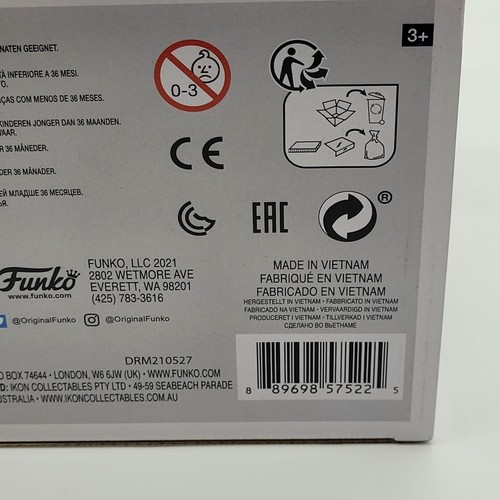 3+
NATEN GEEIGNET.
TÀ INFERIORE A 36 MESI.
TO.
IÇAS COM MENOS DE 36 MESES.
KINDEREN JONGER DAN 36 MAANDEN.
WAAR.
R 36 MÅNEDER.
DER 36 MÅNADER.
ЕЙ МЛАДШЕ 36 МЕСЯЦЕВ.
0-3
CE
EAC
®
Funko
www.funko.com
FUNKO, LLC 2021
2802 WETMORE AVE
EVERETT, WA 98201
(425) 783-3616
@OriginalFunko @OriginalFunko
MADE IN VIETNAM
FABRIQUÉ EN VIETNAM
FABRICADO EN VIETNAM
HERGESTELLT IN VIETNAM • FABBRICATO IN VIETNAM
FABRICADO NA VIETNAM • VERVAARDIGD IN VIETNAM
PRODUCERET I VIETNAM • TILLVERKAD I VIETNAM
СДЕЛАНО ВО ВЬЕТНАМЕ
DRM210527
O BOX 74644 • LONDON, W6 6JW (UK) • WWW.FUNKO.COM
D: IKON COLLECTABLES PTY LTD • 49-59 SEABEACH PARADE
USTRALIA • WWW.IKONCOLLECTABLES.COM.AU
8 89698 57522 5